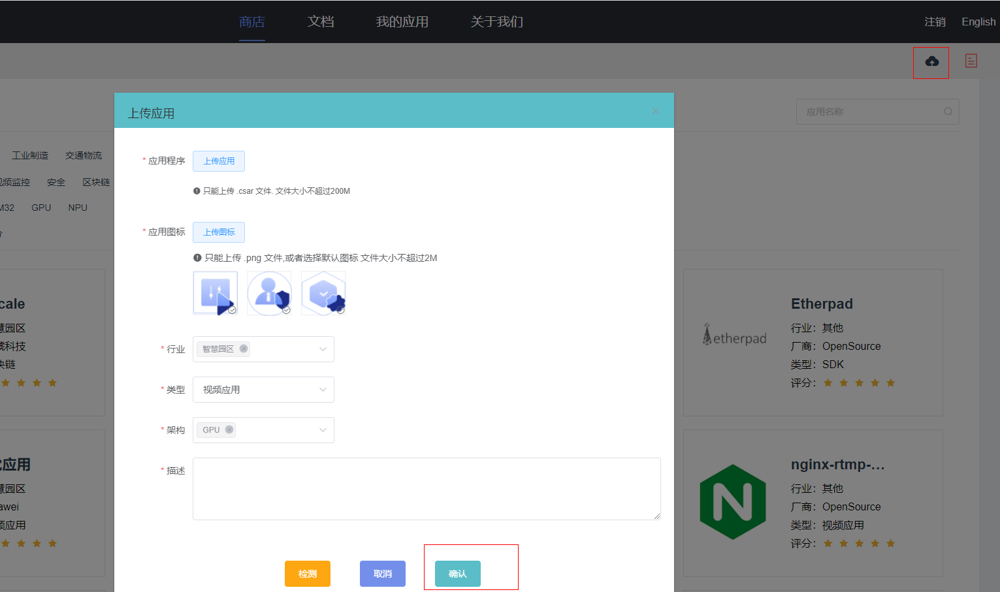 商店 文档 我的应用 关于我们 注销 English
上传应用
应用名称
工业制造 交通物流
视频监控 安全 区块链
GPU NPU
* 应用程序 上传应用
只能上传 .csar 文件. 文件大小不超过200M
* 应用图标 上传图标
只能上传 .png 文件,或者选择默认图标 文件大小不超过2M
* 行业 智慧园区
* 类型 视频应用
* 架构 GPU
* 描述
检测 取消 确认
cale
慧园区
科技
块链
应用
慧园区
awei
频应用
Etherpad
etherpad
行业：其他
厂商：OpenSource
类型：SDK
评分：
nginx-rtmp-...
N
行业：其他
厂商：OpenSource
类型：视频应用
评分：